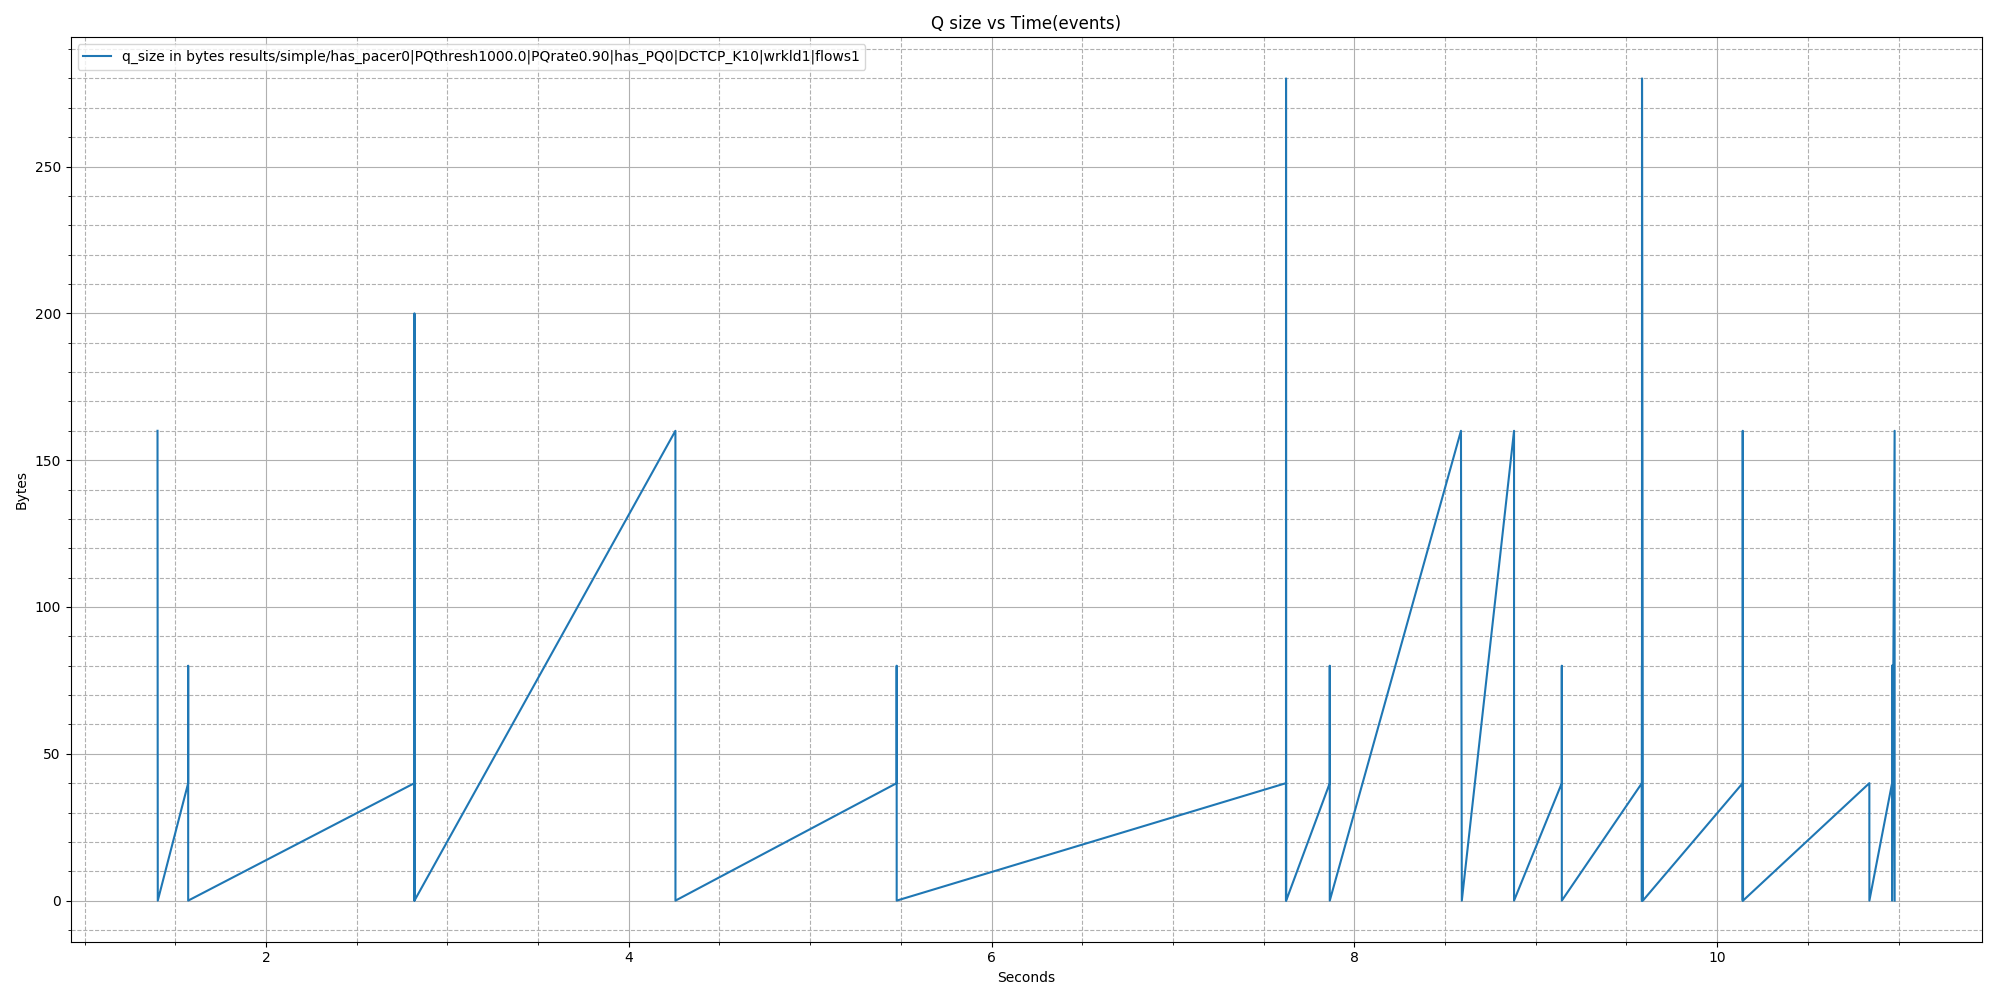 Q size vs Time(events)
q_size in bytes results/simple/has_pacer0|PQthresh1000.0|PQrate0.90|has_PQ0|DCTCP_K10|wrkld1|flows1
250
200
150
100
50
0
Bytes
2 4 6 8 10
Seconds